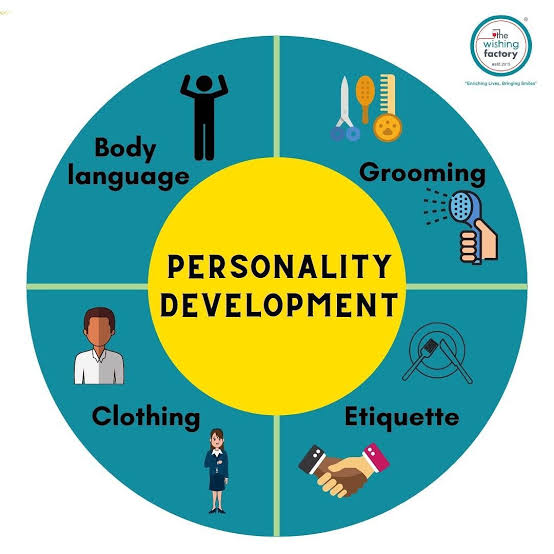 the
wishing
factory
"Enriching Lives, Bringing Smiles"
Body
language
Grooming
PERSONALITY
DEVELOPMENT
Clothing
Etiquette